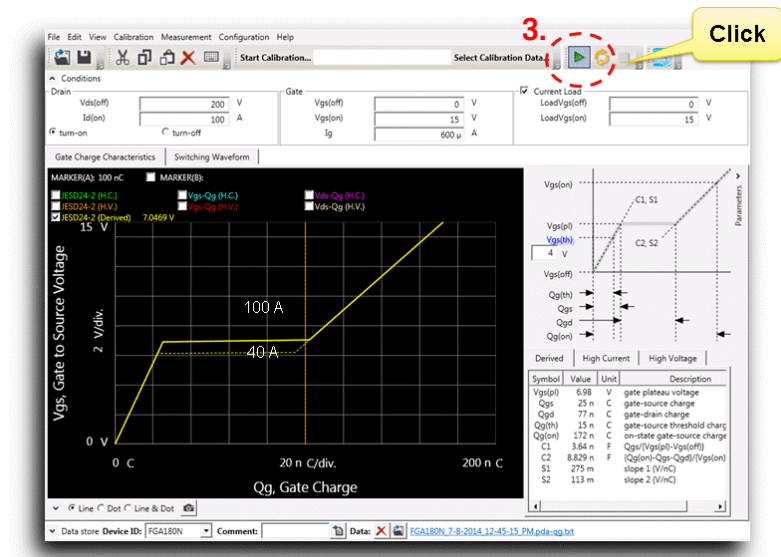 File Edit View Calibration Measurement Configuration Help
3.
Click
Start Calibration... Select Calibration Data...
Conditions
Drain
Vds(off) 200 V
Id(on) 100 A
turn-on turn-off
Gate
Vgs(off) 0 V
Vgs(on) 15 V
Ig 600 μ A
Current Load
LoadVgs(off) 0 V
LoadVgs(on) 15 V
Gate Charge Characteristics Switching Waveform
MARKER(A): 100 nC MARKER(B):
JESD24-2 (H.C.) Vgs-Qg (H.C.) Vds-Qg (H.C.)
JESD24-2 (H.V.) Vgs-Qg (H.V.) Vds-Qg (H.V.)
JESD24-2 (Derived) 7.0469 V
15 V
Vgs, Gate to Source Voltage
2 V/div.
100 A
40 A
0 V
0 C 20 n C/div. 200 n C
Qg, Gate Charge
Line Dot Line & Dot
Parameters
Vgs(on)
C1, S1
Vgs(pl)
Vgs(th)
4 V
C2, S2
Vgs(off)
Qg(th)
Qgs
Qgd
Qg(on)
Derived High Current High Voltage
Symbol Value Unit Description
Vgs(pl) 6.98 V gate plateau voltage
Qgs 25 n C gate-source charge
Qgd 77 n C gate-drain charge
Qg(th) 15 n C gate-source threshold charg
Qg(on) 172 n C on-state gate-source charge
C1 3.64 n F Qgs/{Vgs(pl)-Vgs(off)}
C2 8.829 n F {Qg(on)-Qgs-Qgd}/{Vgs(on)
S1 275 m slope 1 (V/nC)
S2 113 m slope 2 (V/nC)
Data store Device ID: FGA180N Comment: Data: FGA180N_7-8-2014_12-45-15_PM.pda-qg.txt